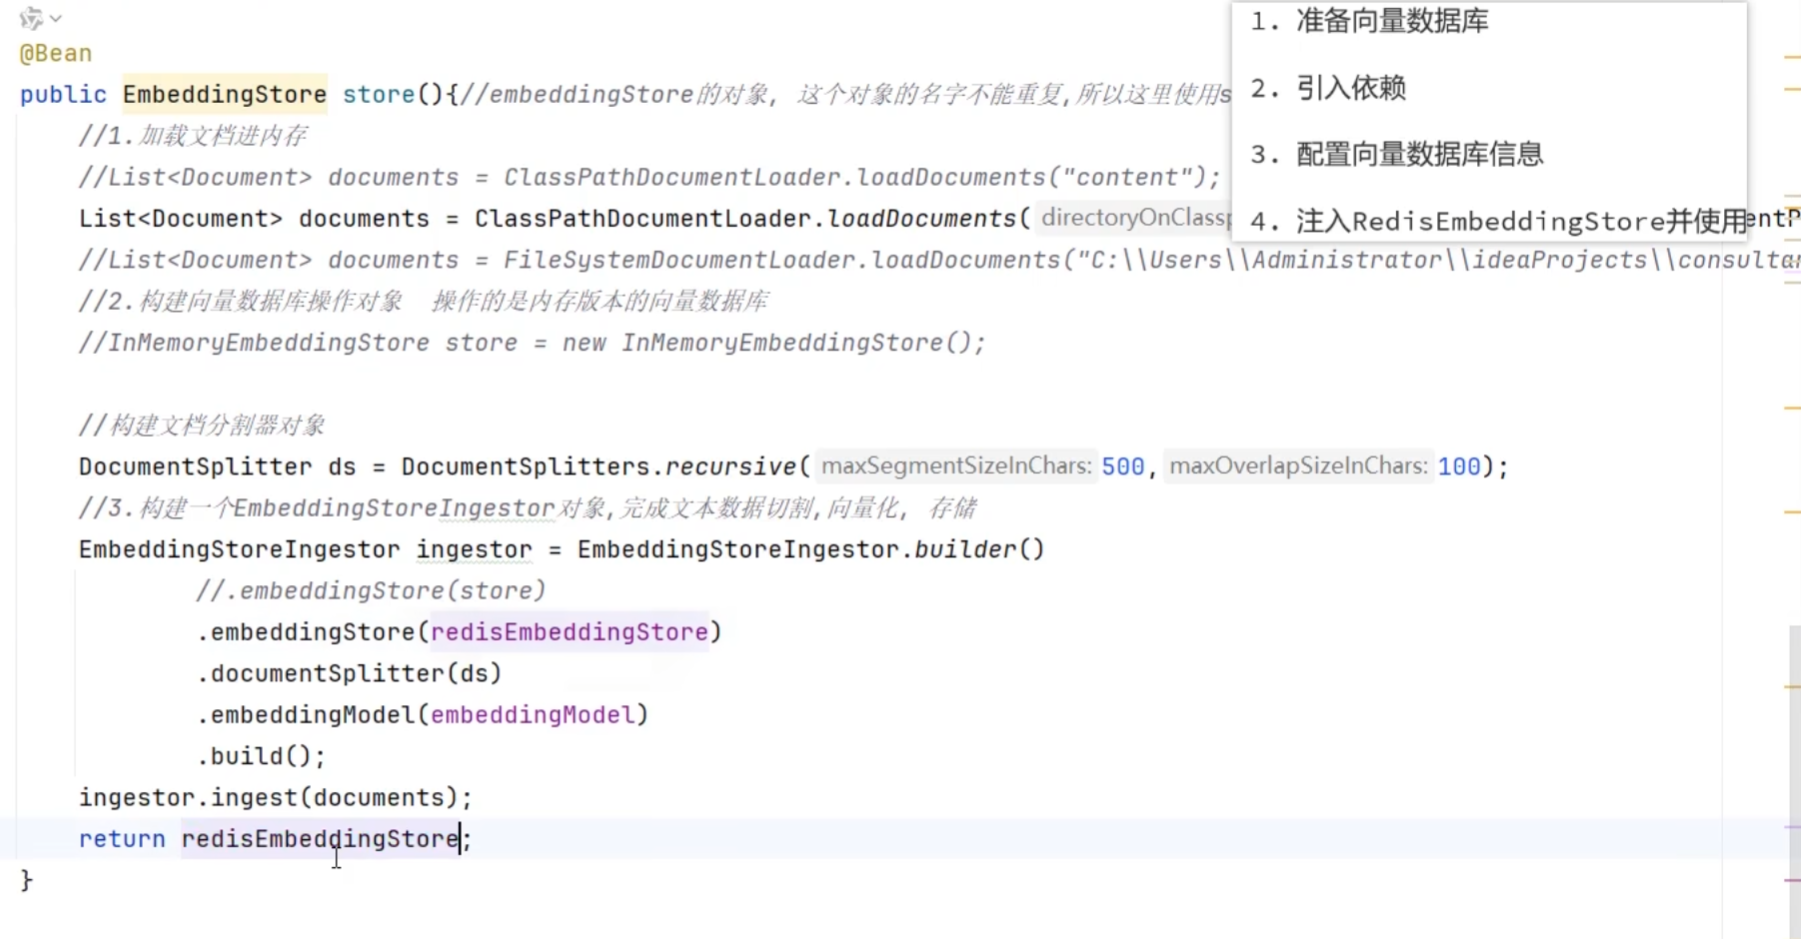 @Bean
public EmbeddingStore store(){//embeddingStore的对象, 这个对象的名字不能重复,所以这里使用s
//1.加载文档进内存
//List<Document> documents = ClassPathDocumentLoader.loadDocuments("content");
List<Document> documents = ClassPathDocumentLoader.loadDocuments( directoryOnClassp
//List<Document> documents = FileSystemDocumentLoader.loadDocuments("C:\\Users\\Administrator\\ideaProjects\\consultan
//2.构建向量数据库操作对象 操作的是内存版本的向量数据库
//InMemoryEmbeddingStore store = new InMemoryEmbeddingStore();
//构建文档分割器对象
DocumentSplitter ds = DocumentSplitters.recursive( maxSegmentSizeInChars: 500, maxOverlapSizeInChars: 100);
//3.构建一个EmbeddingStoreIngestor对象,完成文本数据切割,向量化, 存储
EmbeddingStoreIngestor ingestor = EmbeddingStoreIngestor.builder()
//.embeddingStore(store)
.embeddingStore(redisEmbeddingStore)
.documentSplitter(ds)
.embeddingModel(embeddingModel)
.build();
ingestor.ingest(documents);
return redisEmbeddingStore;
}
1. 准备向量数据库
2. 引入依赖
3. 配置向量数据库信息
4. 注入RedisEmbeddingStore并使用
entP